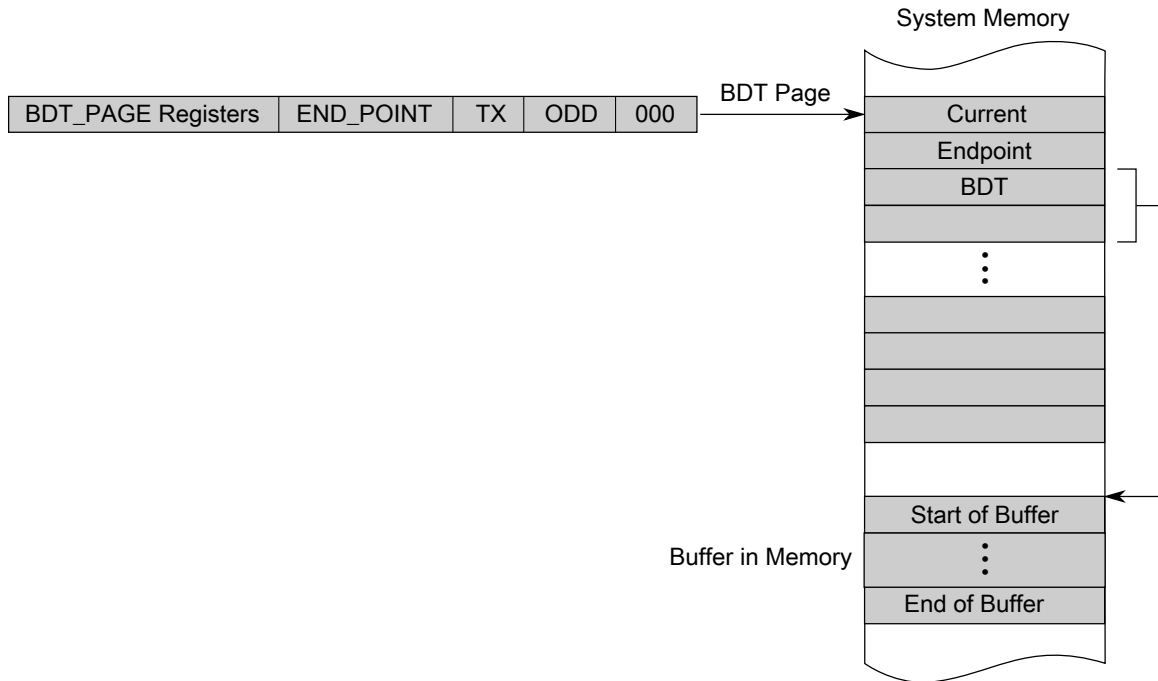 System Memory
BDT_PAGE Registers END_POINT TX ODD 000
BDT Page
Current
Endpoint
BDT
Start of Buffer
Buffer in Memory
End of Buffer